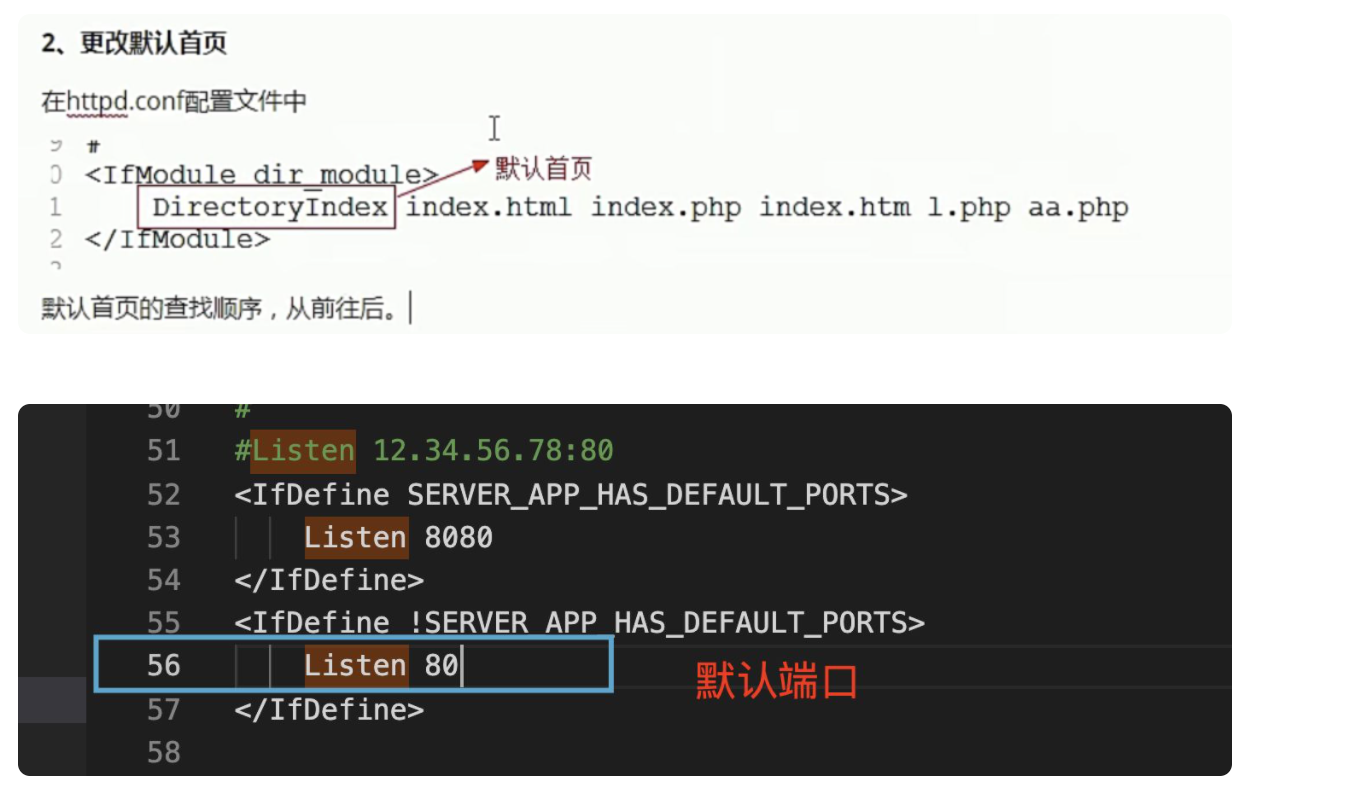 2、更改默认首页
在httpd.conf配置文件中
#
0 <IfModule dir_module>
默认首页
1 DirectoryIndex index.html index.php index.htm l.php aa.php
2 </IfModule>
默认首页的查找顺序，从前往后。
50 #
51 #Listen 12.34.56.78:80
52 <IfDefine SERVER_APP_HAS_DEFAULT_PORTS>
53 Listen 8080
54 </IfDefine>
55 <IfDefine !SERVER_APP_HAS_DEFAULT_PORTS>
56 Listen 80
默认端口
57 </IfDefine>
58